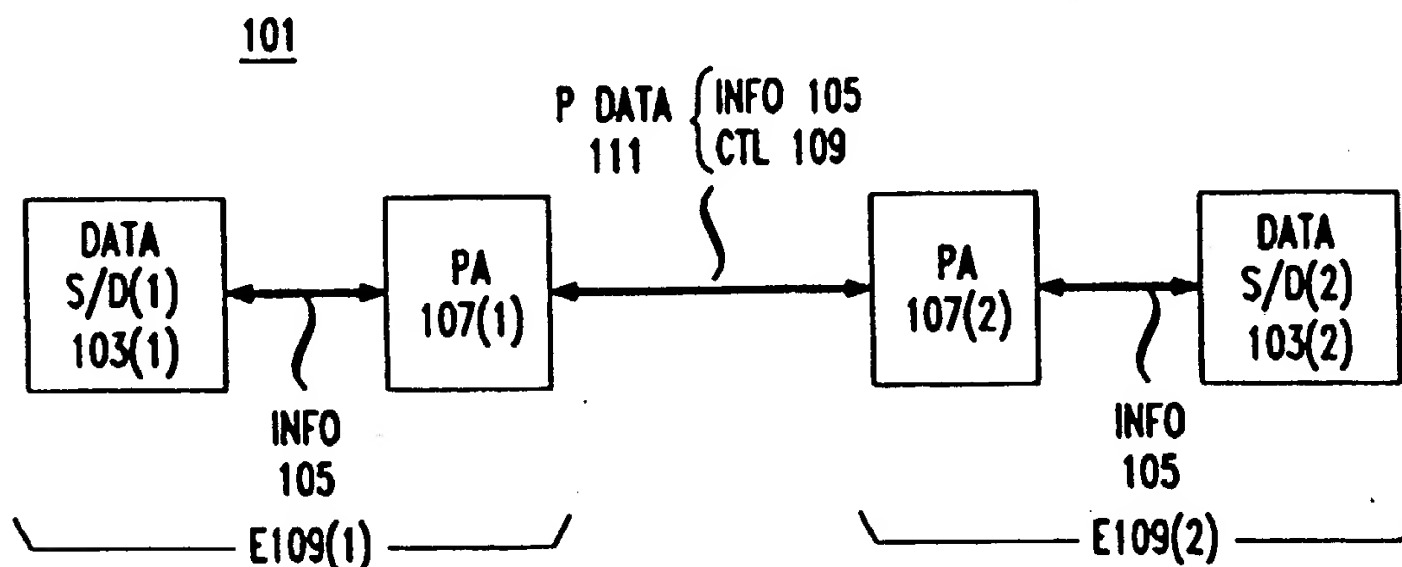 101
P DATA
111
INFO 105
CTL 109
DATA
S/D(1)
103(1)
PA
107(1)
PA
107(2)
DATA
S/D(2)
103(2)
INFO
105
INFO
105
E109(1)
E109(2)